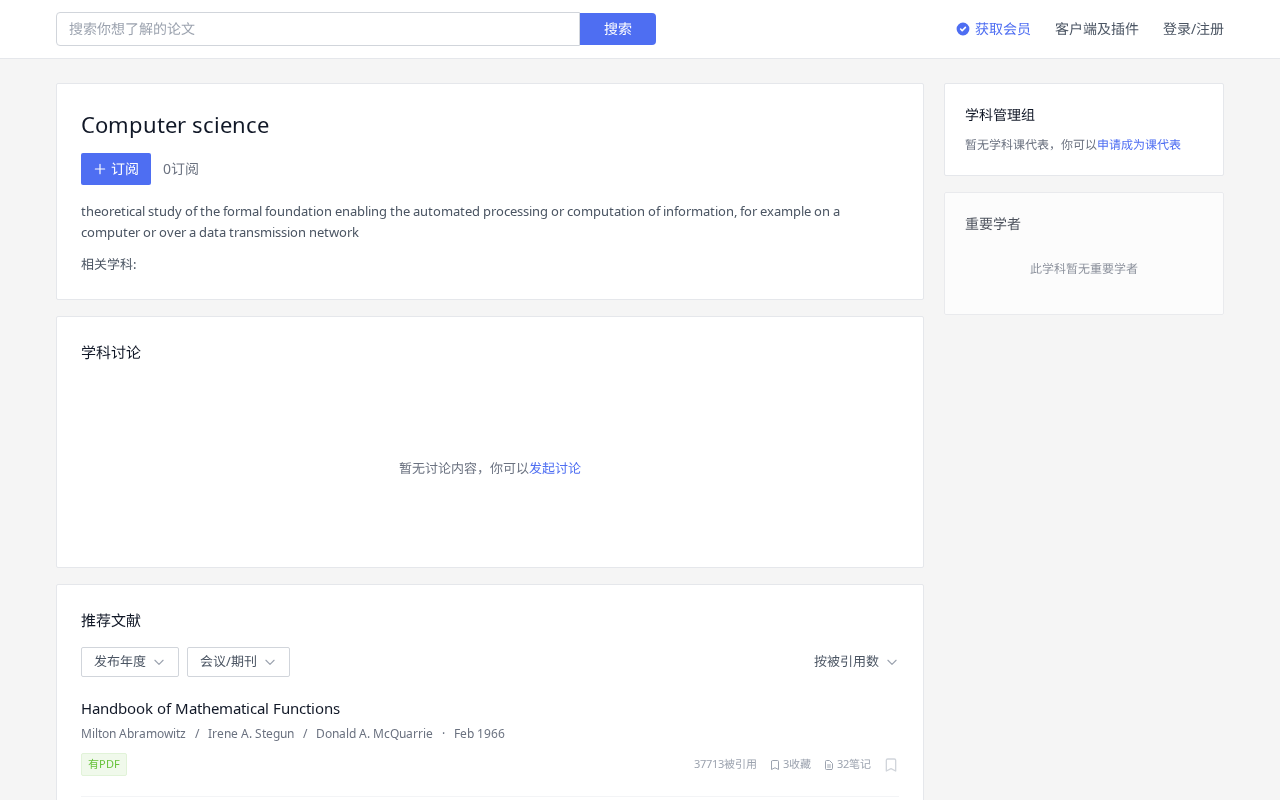 搜索你想了解的论文
搜索
获取会员
客户端及插件
登录/注册
Computer science
订阅
0订阅
theoretical study of the formal foundation enabling the automated processing or computation of information, for example on a
computer or over a data transmission network
相关学科:
学科管理组
暂无学科课代表，你可以申请成为课代表
重要学者
此学科暂无重要学者
学科讨论
暂无讨论内容，你可以发起讨论
推荐文献
发布年度
会议/期刊
按被引用数
Handbook of Mathematical Functions
Milton Abramowitz / Irene A. Stegun / Donald A. McQuarrie · Feb 1966
有PDF
37713被引用
3收藏
32笔记